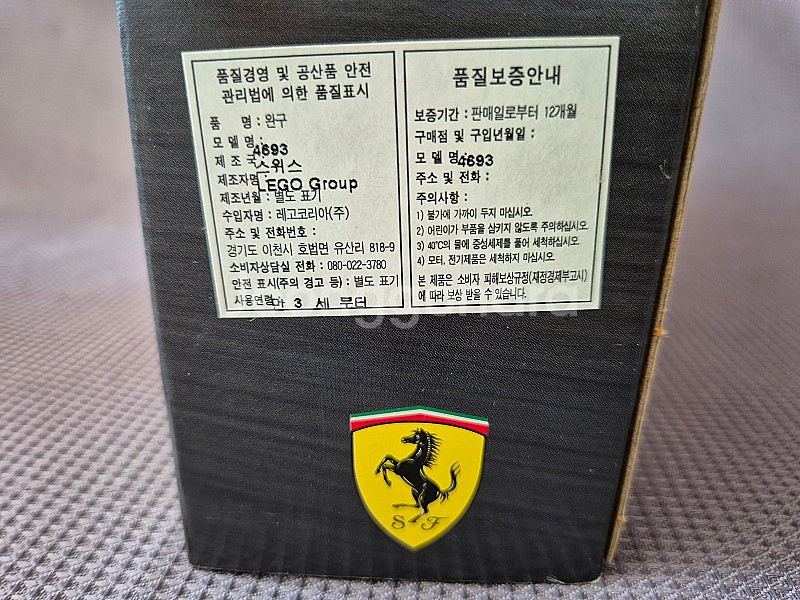 품질경영 및 공산품 안전
관리법에 의한 품질표시
품 명 : 완구
모 델 명 :
4693
제 조 국 :
스위스
제조자명 :
LEGO Group
제조년월 : 별도 표기
수입자명 : 레고코리아(주)
주소 및 전화번호 :
경기도 이천시 호법면 유산리 818-9
소비자상담실 전화 : 080-022-3780
안전 표시(주의 경고 등) : 별도 표기
사용연령 :
만 3 세 부터
품질보증안내
보증기간 : 판매일로부터 12개월
구매점 및 구입년월일 :
모 델 명 : 4693
주소 및 전화 :
주의사항 :
1) 불가에 가까이 두지 마십시오.
2) 어린이가 부품을 삼키지 않도록 주의하십시오.
3) 40℃의 물에 중성세제를 풀어 세척하십시오.
4) 모터, 전기제품은 세척하지 마십시오.
본 제품은 소비자 피해보상규정(재정경제부고시)
에 따라 보상 받을 수 있습니다.
S F